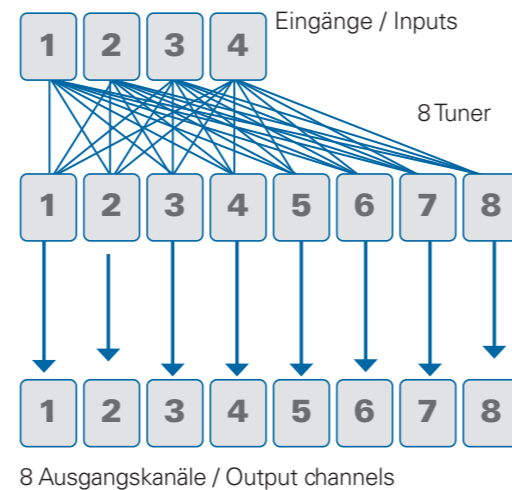 1 2 3 4 Eingänge / Inputs
8 Tuner
1 2 3 4 5 6 7 8
1 2 3 4 5 6 7 8
8 Ausgangskanäle / Output channels